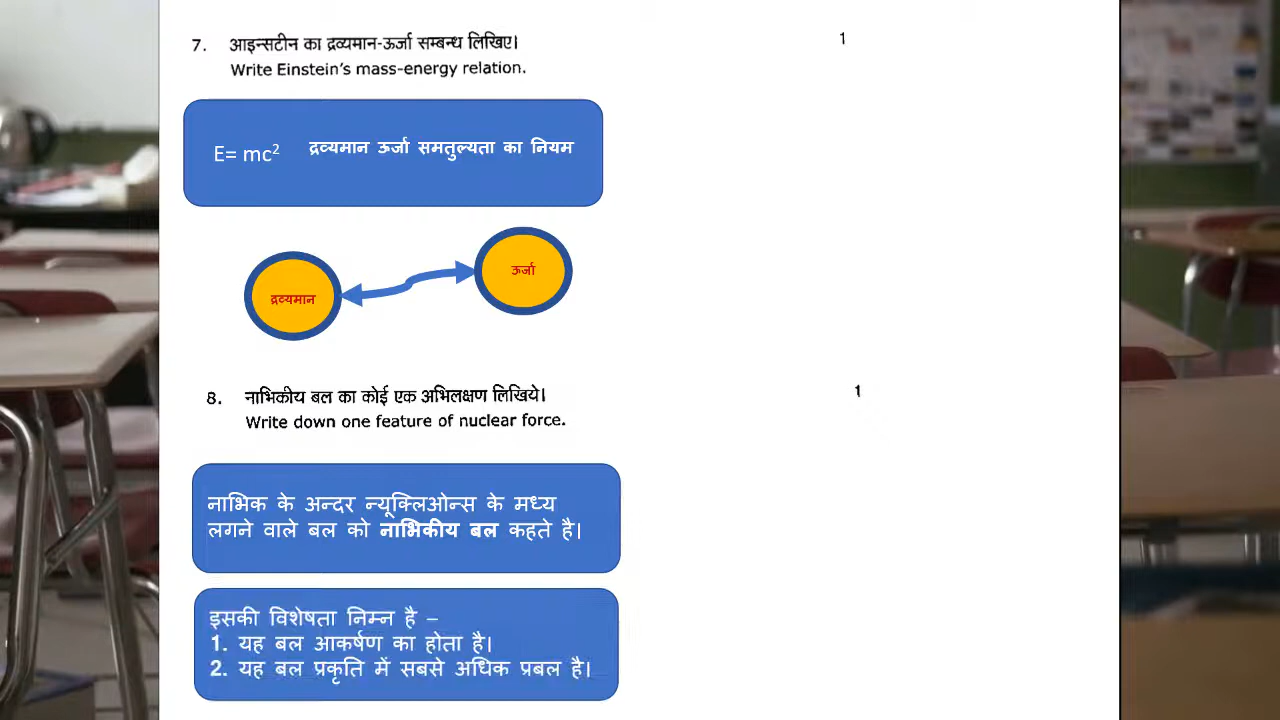 7. आइन्सटीन का द्रव्यमान-ऊर्जा सम्बन्ध लिखिए। 1
Write Einstein's mass-energy relation.
E= mc² द्रव्यमान ऊर्जा समतुल्यता का नियम
ऊर्जा
द्रव्यमान
8. नाभिकीय बल का कोई एक अभिलक्षण लिखिये। 1
Write down one feature of nuclear force.
नाभिक के अन्दर न्यूक्लिओन्स के मध्य
लगने वाले बल को नाभिकीय बल कहते है।
इसकी विशेषता निम्न है –
1. यह बल आकर्षण का होता है।
2. यह बल प्रकृति में सबसे अधिक प्रबल है।